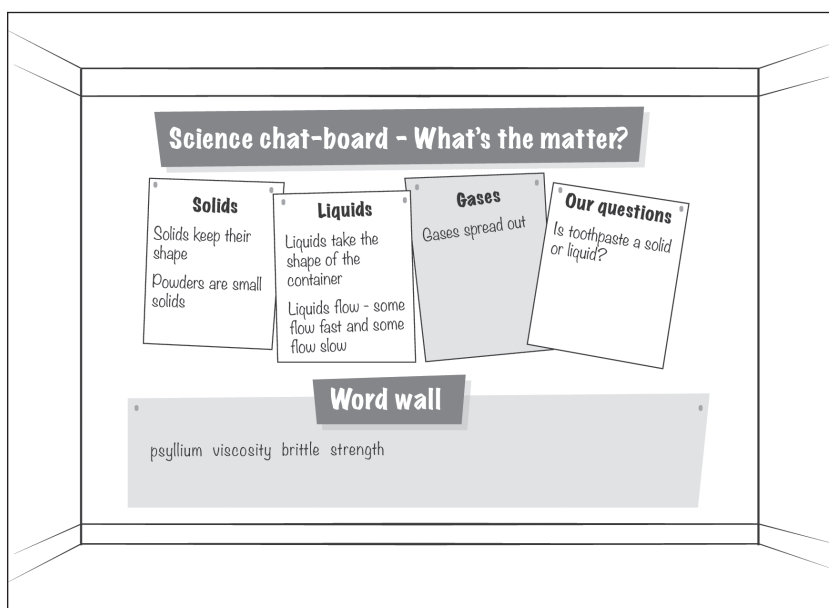 Science chat-board - What's the matter?
Solids
Solids keep their
shape
Powders are small
solids
Liquids
Liquids take the
shape of the
container
Liquids flow - some
flow fast and some
flow slow
Gases
Gases spread out
Our questions
Is toothpaste a solid
or liquid?
Word wall
psyllium viscosity brittle strength